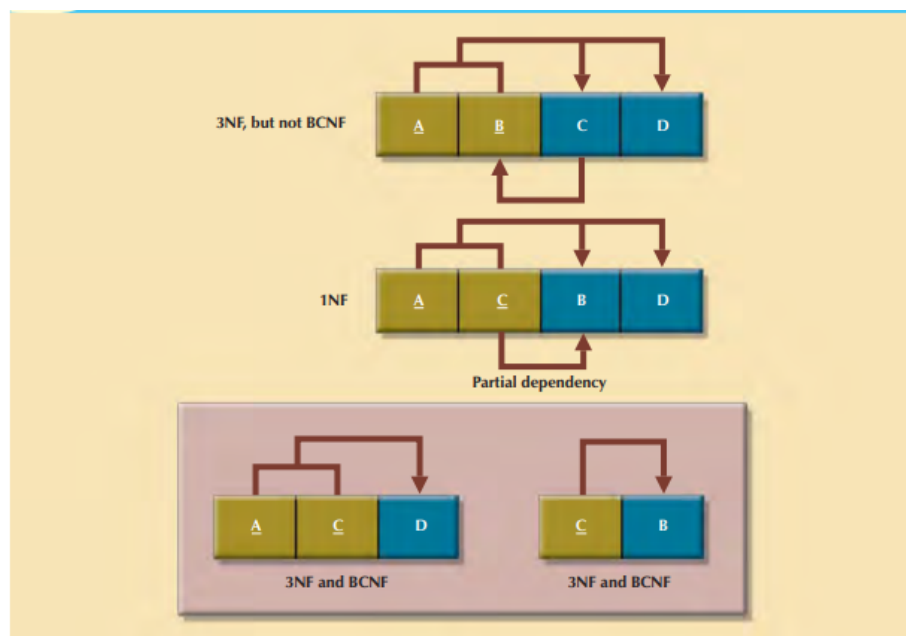 3NF, but not BCNF
A B C D
1NF
A C B D
Partial dependency
A C D
C B
3NF and BCNF
3NF and BCNF